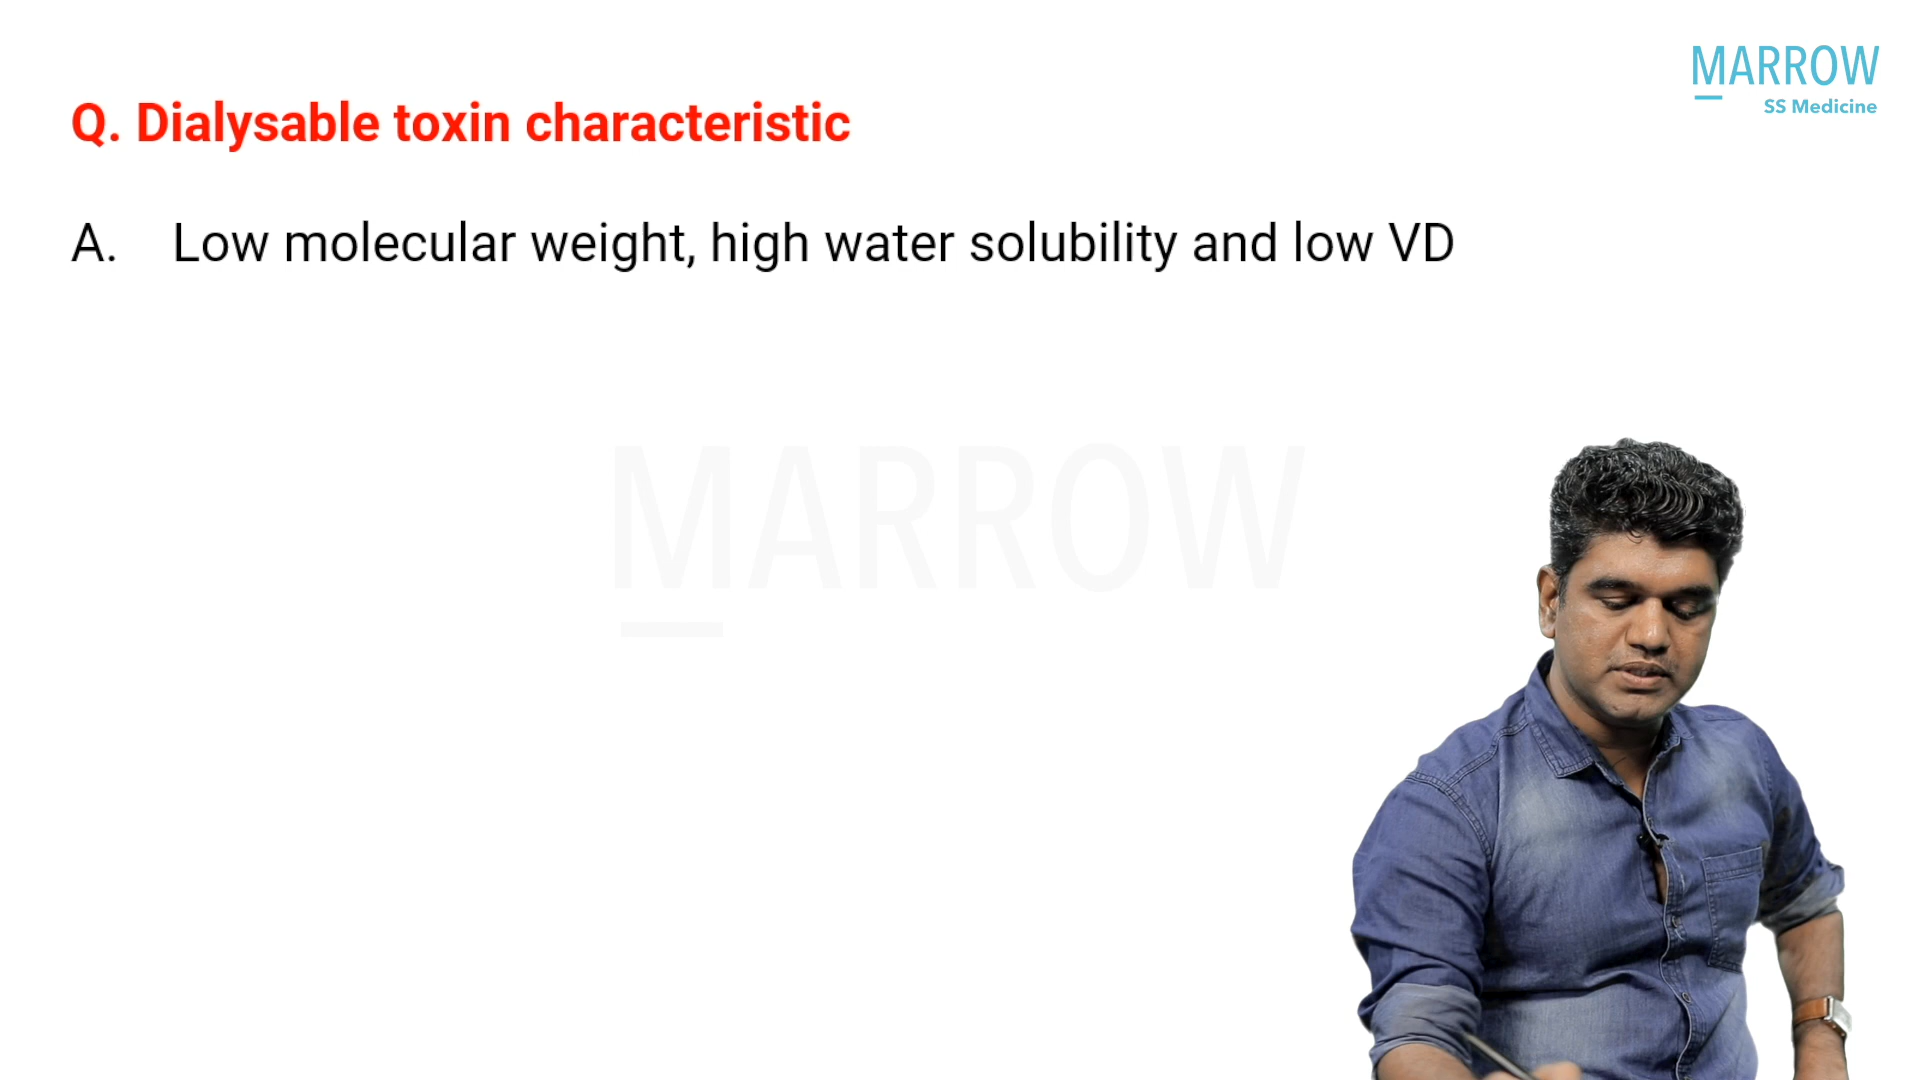 MARROW
SS Medicine
Q. Dialysable toxin characteristic
A. Low molecular weight, high water solubility and low VD
MARROW